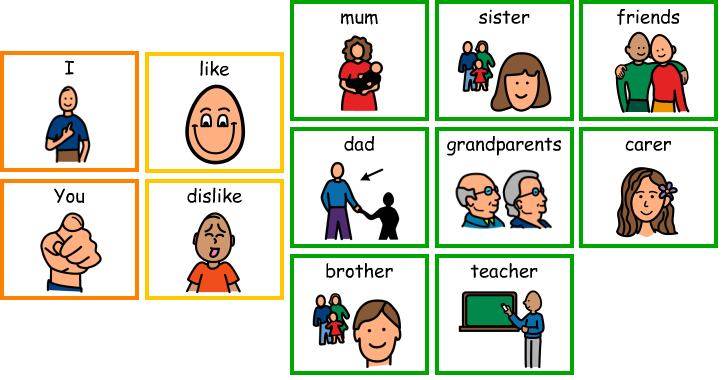 I
You
like
dislike
mum
sister
friends
dad
grandparents
carer
brother
teacher